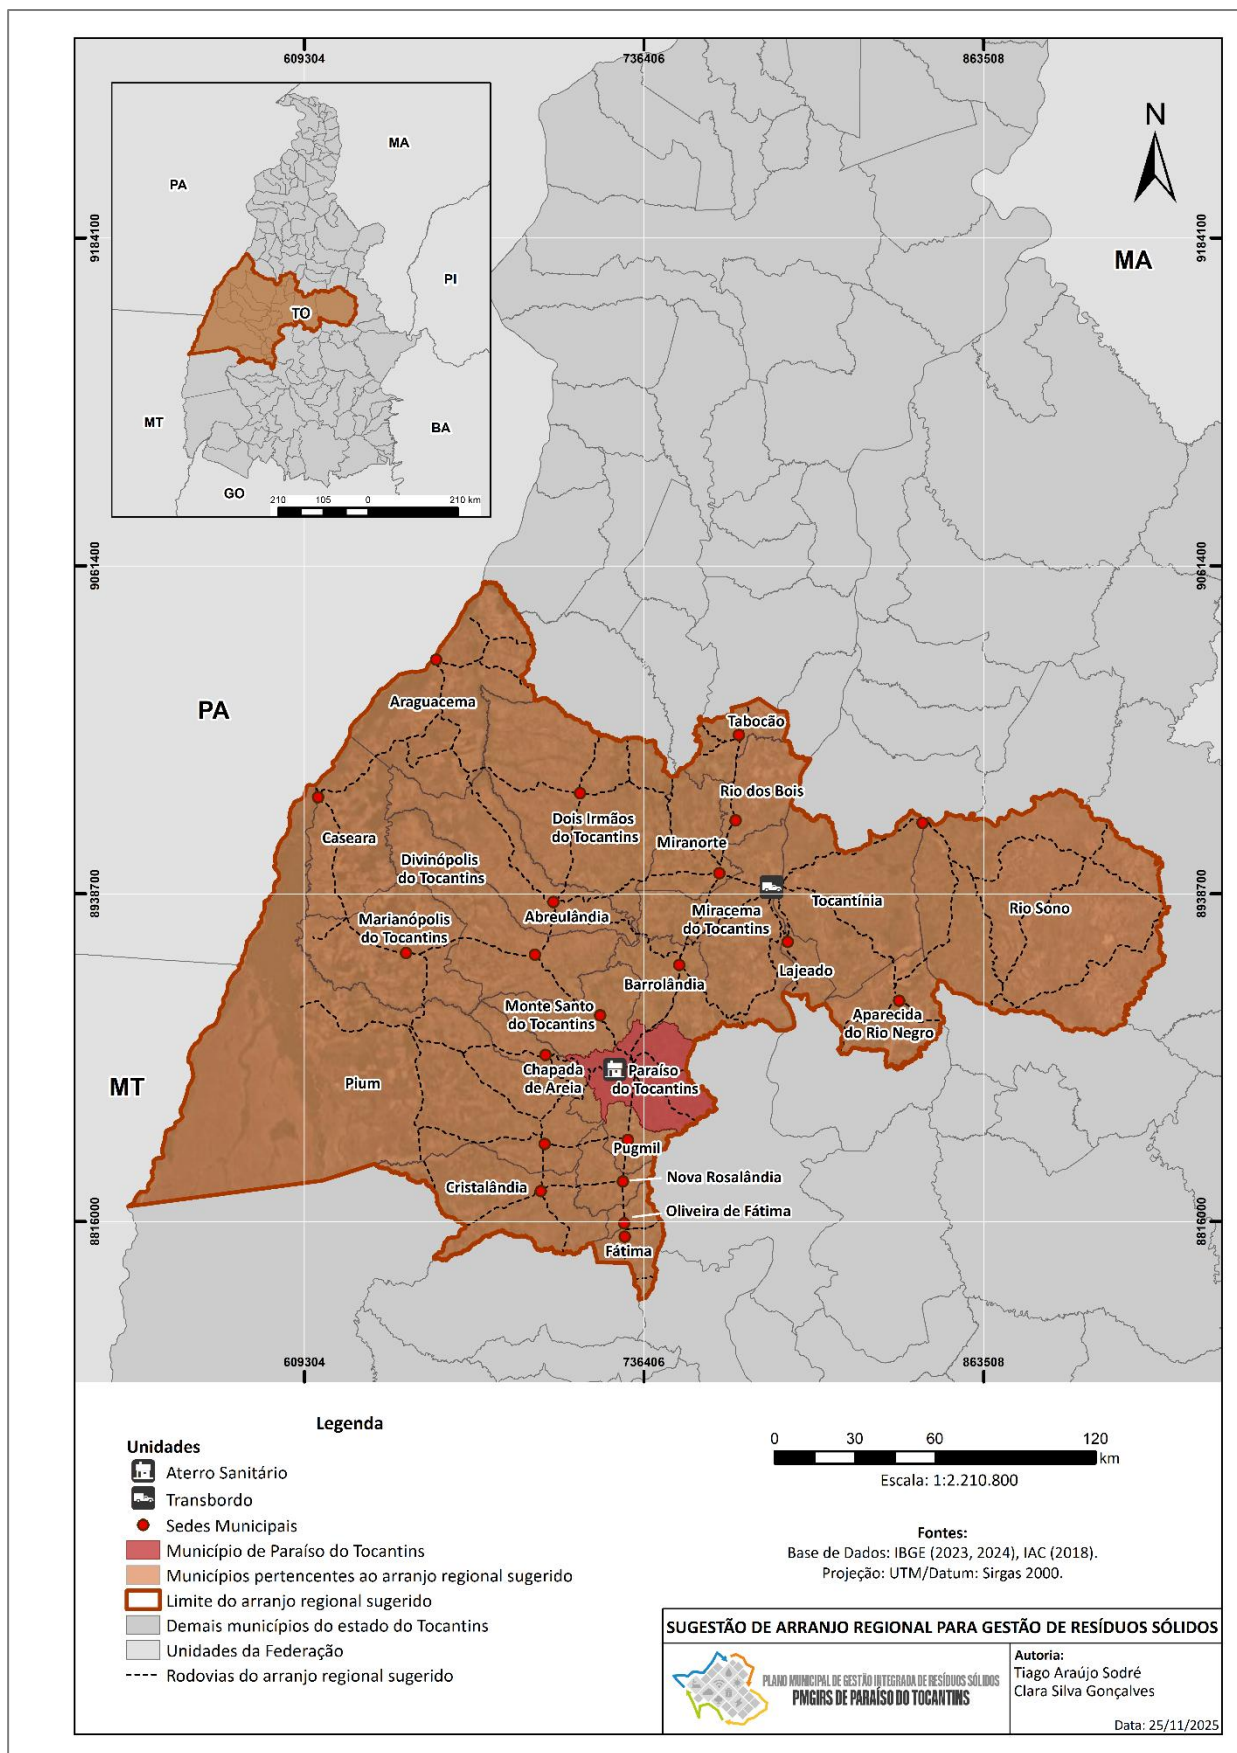 609304
736406
863508
MA
PA
PI
TO
MT
BA
GO
210
105
0
210 km
N
9184100
9184100
MA
9061400
9061400
PA
Araguacema
Tabocão
Rio dos Bois
Caseara
Dois Irmãos
do Tocantins
Miranorte
Divinópolis
do Tocantins
8938700
8938700
Marianópolis
do Tocantins
Abreulândia
Miracema
do Tocantins
Tocantínia
Rio Sono
Lajeado
Barrolândia
Monte Santo
do Tocantins
Aparecida
do Rio Negro
MT
Pium
Chapada
de Areia
Paraíso
do Tocantins
Pugmil
Nova Rosalândia
Cristalândia
Oliveira de Fátima
8816000
8816000
Fátima
609304
736406
863508
Legenda
Unidades
Aterro Sanitário
Transbordo
Sedes Municipais
Município de Paraíso do Tocantins
Municípios pertencentes ao arranjo regional sugerido
Limite do arranjo regional sugerido
Demais municípios do estado do Tocantins
Unidades da Federação
Rodovias do arranjo regional sugerido
0
30
60
120
km
Escala: 1:2.210.800
Fontes:
Base de Dados: IBGE (2023, 2024), IAC (2018).
Projeção: UTM/Datum: Sirgas 2000.
SUGESTÃO DE ARRANJO REGIONAL PARA GESTÃO DE RESÍDUOS SÓLIDOS
PLANO MUNICIPAL DE GESTÃO INTEGRADA DE RESÍDUOS SÓLIDOS
PMGIRS DE PARAÍSO DO TOCANTINS
Autoria:
Tiago Araújo Sodré
Clara Silva Gonçalves
Data: 25/11/2025